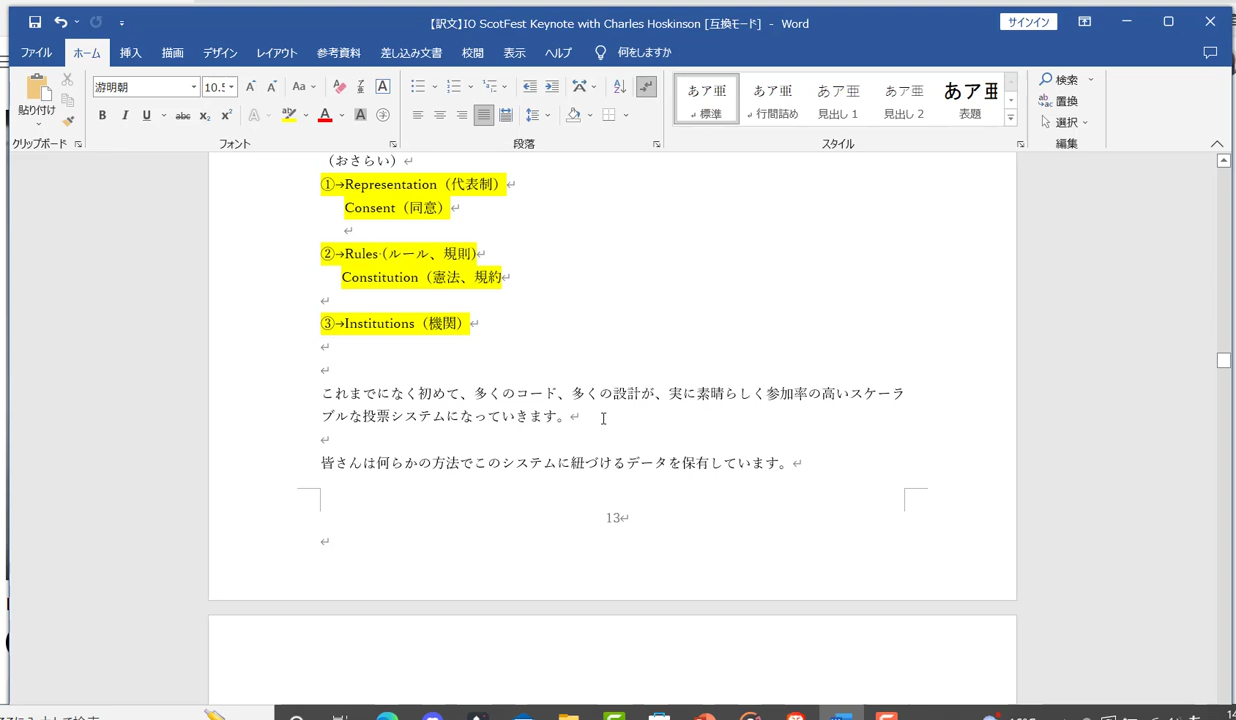 【訳文】IO ScotFest Keynote with Charles Hoskinson [互換モード] - Word
サインイン
ファイル ホーム 挿入 描画 デザイン レイアウト 参考資料 差し込み文書 校閲 表示 ヘルプ 何をしますか
貼り付け
クリップボード
游明朝 10.5
フォント
段落
あア亜 あア亜 あア亜 あア亜 あア亜
↲ 標準 ↲ 行間詰め 見出し 1 見出し 2 表題
スタイル
検索
置換
選択
編集
（おさらい）
①→Representation（代表制）
Consent（同意）
②→Rules (ルール、規則)
Constitution（憲法、規約
③→Institutions（機関）
これまでになく初めて、多くのコード、多くの設計が、実に素晴らしく参加率の高いスケーラ
ブルな投票システムになっていきます。
皆さんは何らかの方法でこのシステムに紐づけるデータを保有しています。
13